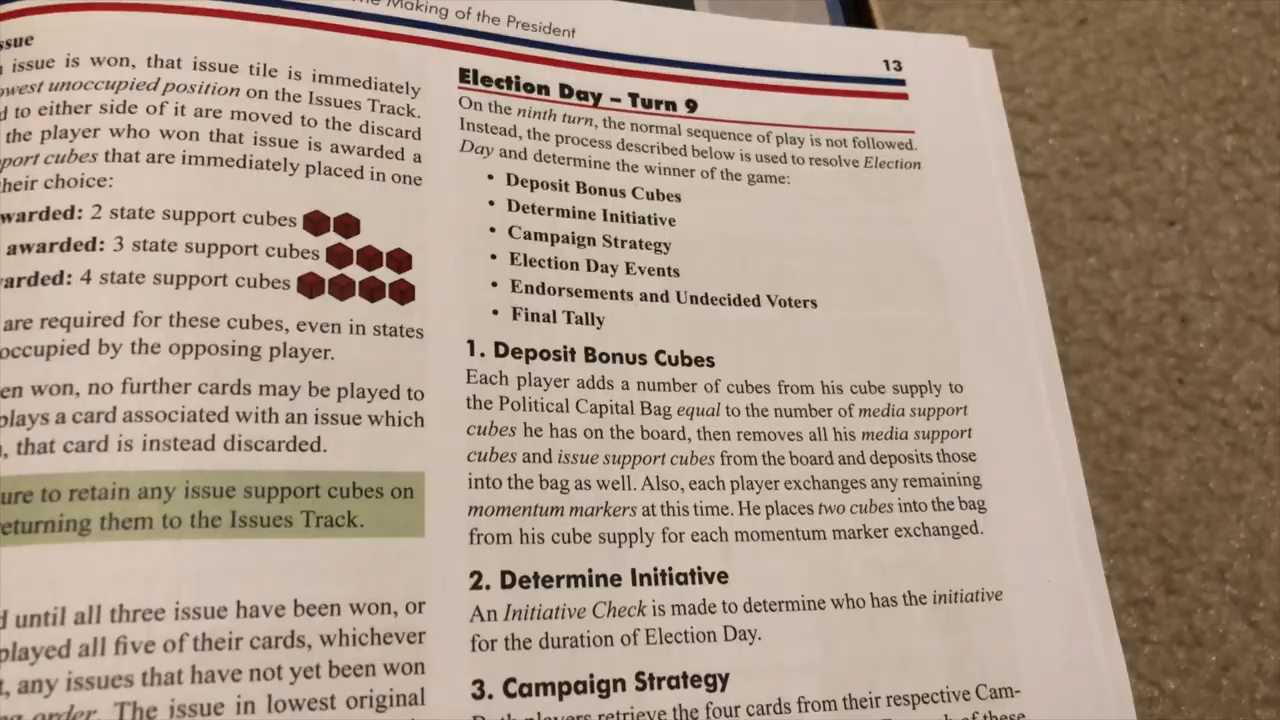 Making of the President
13
ssue
issue is won, that issue tile is immediately
owest unoccupied position on the Issues Track.
d to either side of it are moved to the discard
the player who won that issue is awarded a
port cubes that are immediately placed in one
heir choice:
warded: 2 state support cubes
awarded: 3 state support cubes
arded: 4 state support cubes
are required for these cubes, even in states
occupied by the opposing player.
en won, no further cards may be played to
plays a card associated with an issue which
, that card is instead discarded.
ure to retain any issue support cubes on
eturning them to the Issues Track.
d until all three issue have been won, or
played all five of their cards, whichever
t, any issues that have not yet been won
order. The issue in lowest original
Election Day – Turn 9
On the ninth turn, the normal sequence of play is not followed.
Instead, the process described below is used to resolve Election
Day and determine the winner of the game:
• Deposit Bonus Cubes
• Determine Initiative
• Campaign Strategy
• Election Day Events
• Endorsements and Undecided Voters
• Final Tally
1. Deposit Bonus Cubes
Each player adds a number of cubes from his cube supply to
the Political Capital Bag equal to the number of media support
cubes he has on the board, then removes all his media support
cubes and issue support cubes from the board and deposits those
into the bag as well. Also, each player exchanges any remaining
momentum markers at this time. He places two cubes into the bag
from his cube supply for each momentum marker exchanged.
2. Determine Initiative
An Initiative Check is made to determine who has the initiative
for the duration of Election Day.
3. Campaign Strategy
players retrieve the four cards from their respective Cam-
of these